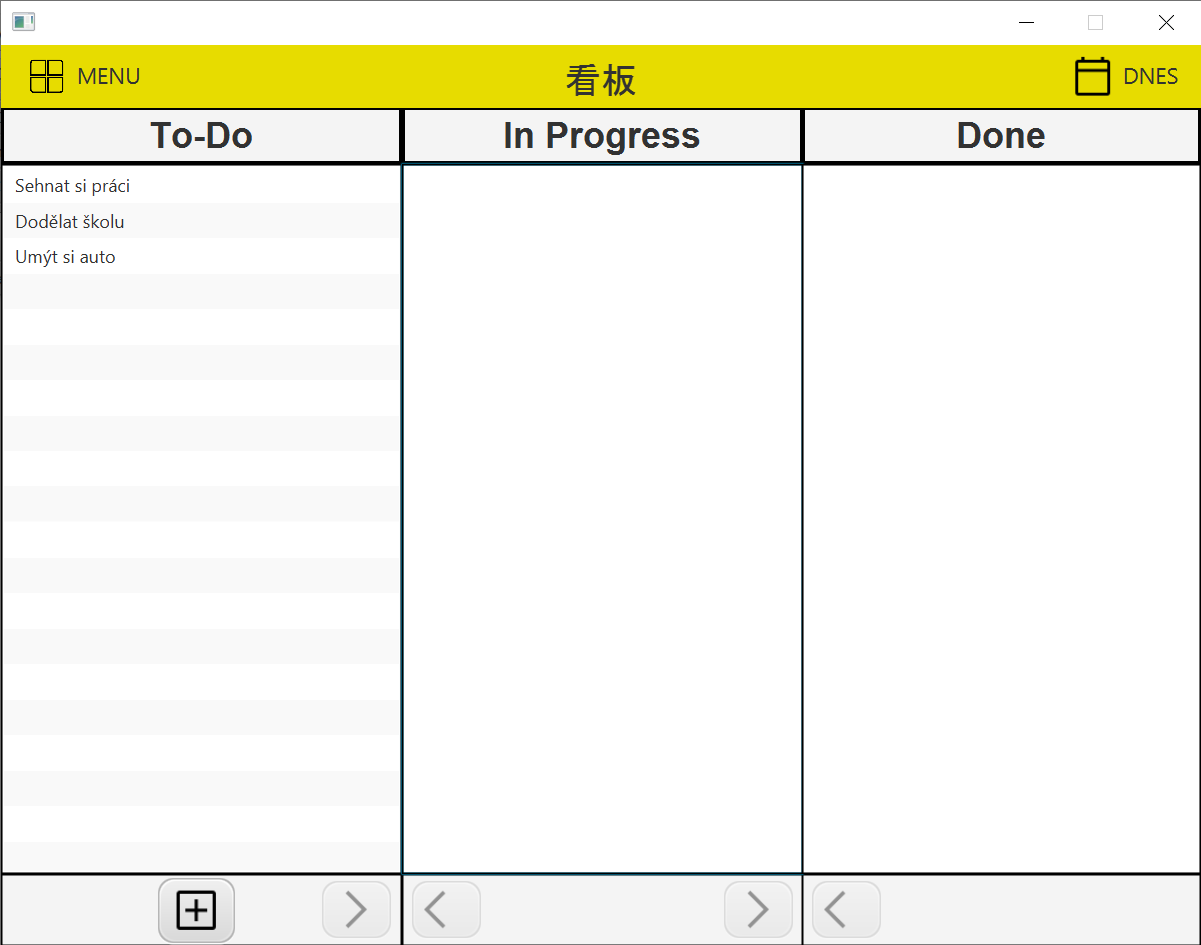 MENU
看板
DNES
To-Do
In Progress
Done
Sehnat si práci
Dodělat školu
Umýt si auto